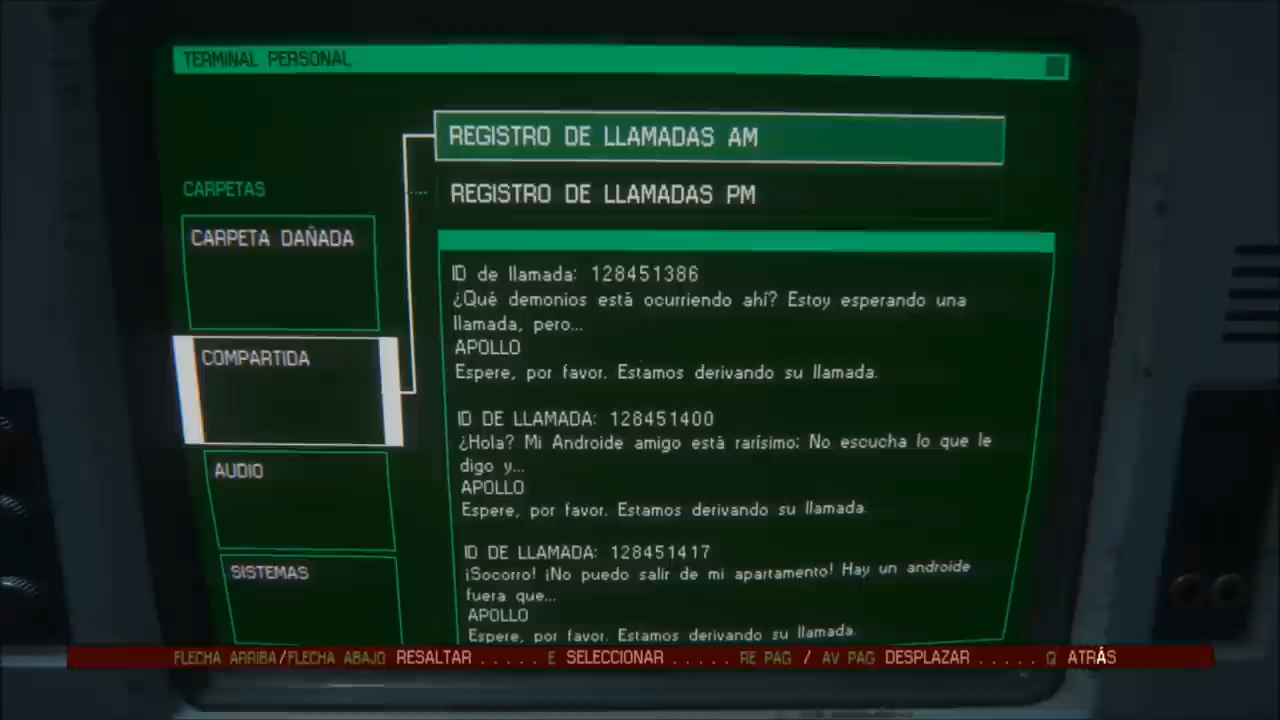 TERMINAL PERSONAL
REGISTRO DE LLAMADAS AM
REGISTRO DE LLAMADAS PM
CARPETAS
CARPETA DAÑADA
COMPARTIDA
AUDIO
SISTEMAS
ID de llamada: 128451386
¿Qué demonios está ocurriendo ahí? Estoy esperando una
llamada, pero...
APOLLO
Espere, por favor. Estamos derivando su llamada.
ID DE LLAMADA: 128451400
¿Hola? Mi Androide amigo está rarísimo: No escucha lo que le
digo y...
APOLLO
Espere, por favor. Estamos derivando su llamada.
ID DE LLAMADA: 128451417
¡Socorro! ¡No puedo salir de mi apartamento! Hay un androide
fuera que...
APOLLO
Espere, por favor. Estamos derivando su llamada.
FLECHA ARRIBA/FLECHA ABAJO RESALTAR ..... E SELECCIONAR ..... RE PAG / AV PAG DESPLAZAR ..... Q ATRÁS